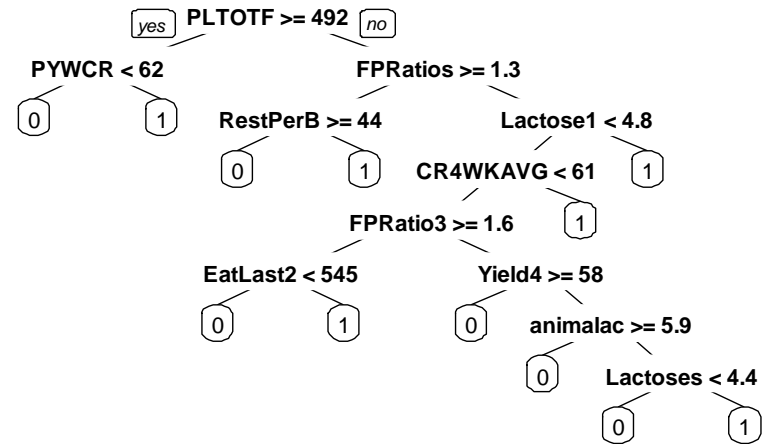 yes PLTOTF >= 492 no
PYWCR < 62 FPRatios >= 1.3
0 1 RestPerB >= 44 Lactose1 < 4.8
0 1 CR4WKAVG < 61 1
FPRatio3 >= 1.6 1
EatLast2 < 545 Yield4 >= 58
0 1 0 animalac >= 5.9
0 Lactoses < 4.4
0 1